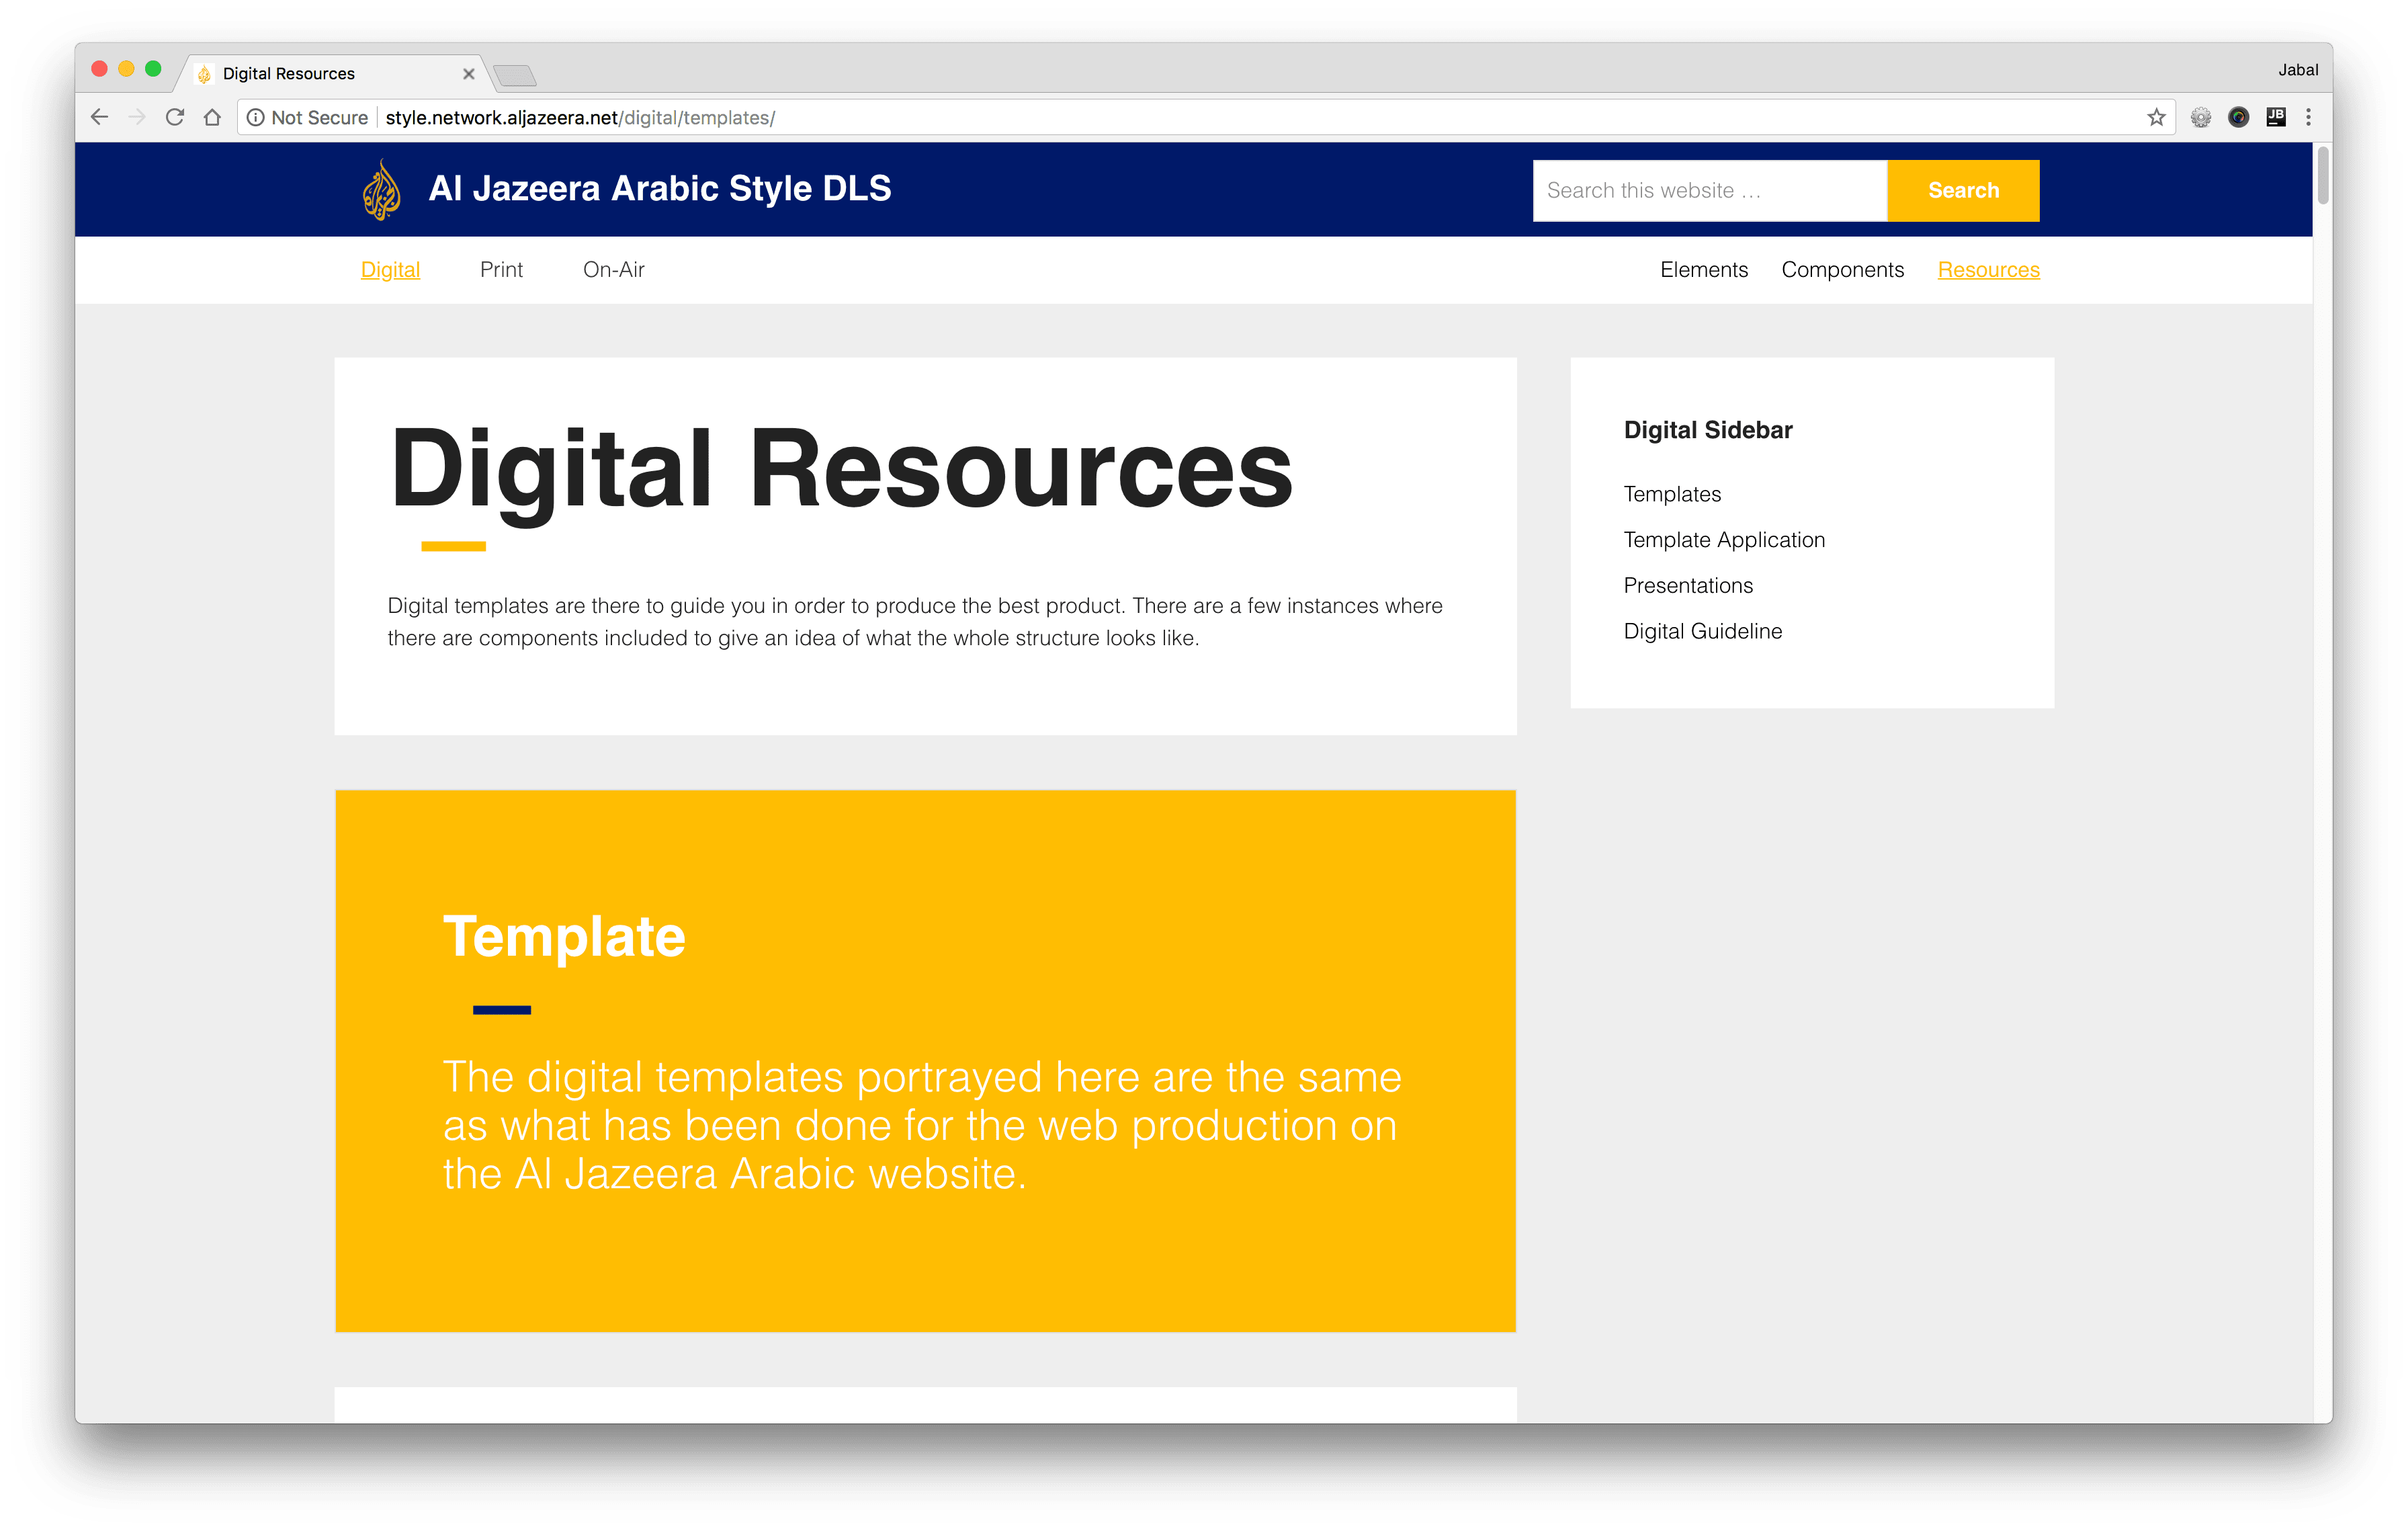 Digital Resources
Jabal
Not Secure style.network.aljazeera.net/digital/templates/
JB
Al Jazeera Arabic Style DLS
Search this website ...
Search
Digital Print On-Air
Elements Components Resources
Digital Resources
Digital templates are there to guide you in order to produce the best product. There are a few instances where
there are components included to give an idea of what the whole structure looks like.
Digital Sidebar
Templates
Template Application
Presentations
Digital Guideline
Template
The digital templates portrayed here are the same
as what has been done for the web production on
the Al Jazeera Arabic website.